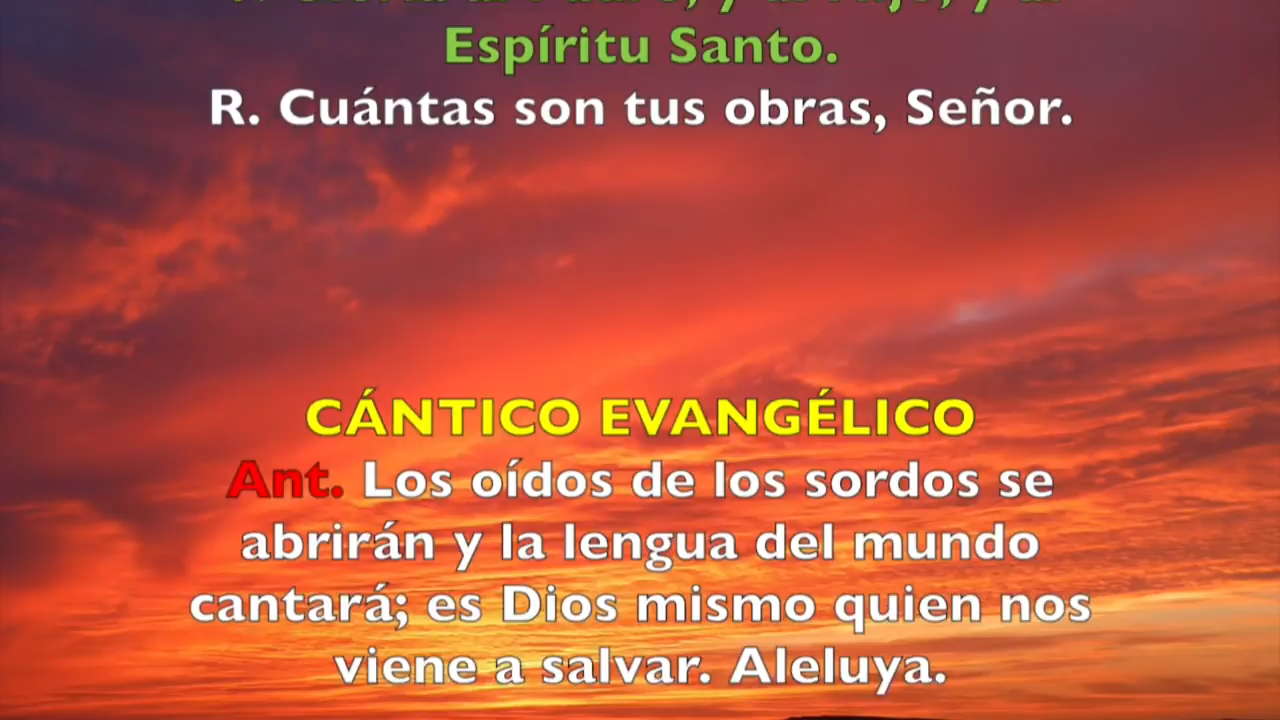 Espíritu Santo.
R. Cuántas son tus obras, Señor.
CÁNTICO EVANGÉLICO
Ant. Los oídos de los sordos se
abrirán y la lengua del mundo
cantará; es Dios mismo quien nos
viene a salvar. Aleluya.